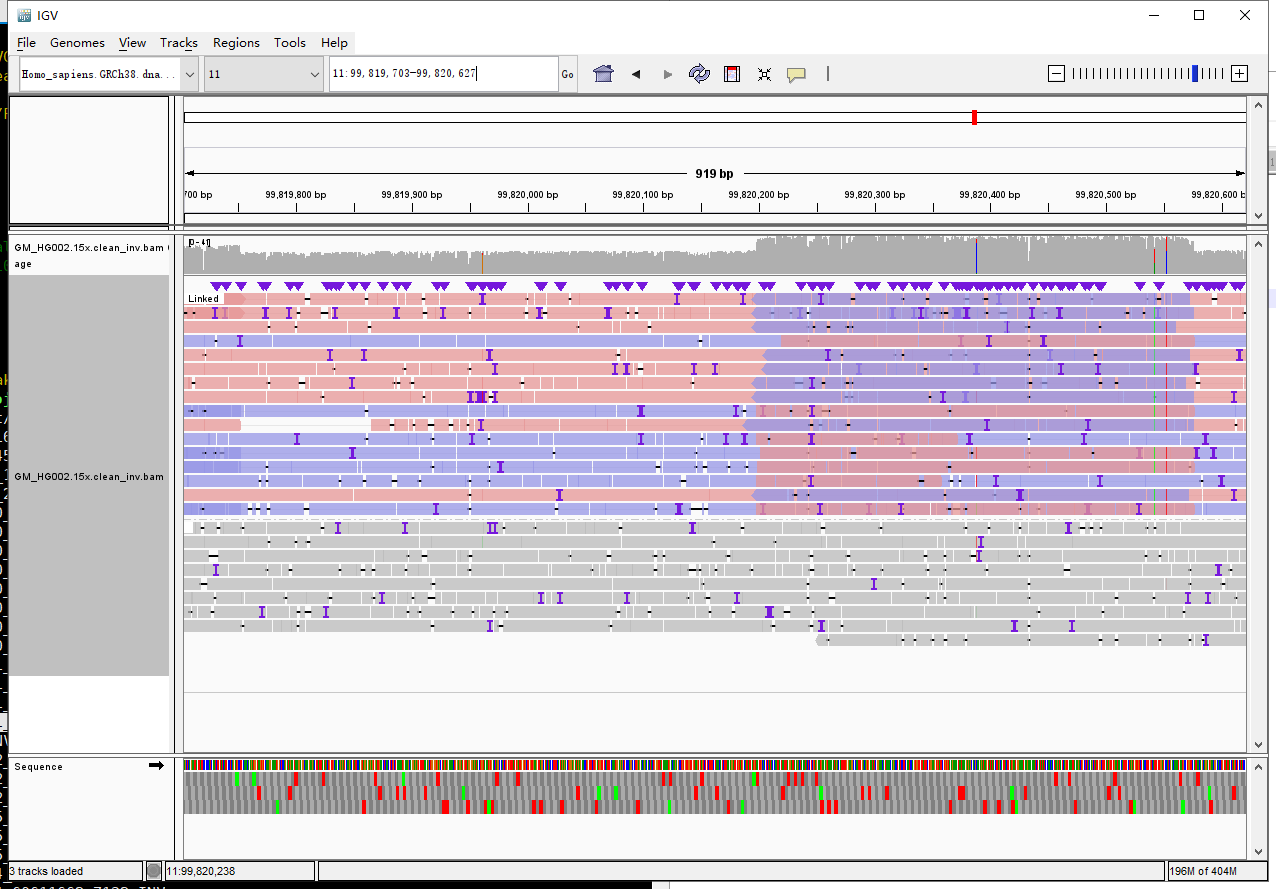 IGV
File Genomes View Tracks Regions Tools Help
Homo_sapiens.GRCh38.dna... 11 11:99,819,703-99,820,627 Go
919 bp
700 bp 99,819,800 bp 99,819,900 bp 99,820,000 bp 99,820,100 bp 99,820,200 bp 99,820,300 bp 99,820,400 bp 99,820,500 bp 99,820,600 b
GM_HG002.15x.clean_inv.bam
age
[0 - 41]
Linked
GM_HG002.15x.clean_inv.bam
Sequence
3 tracks loaded 11:99,820,238 196M of 404M